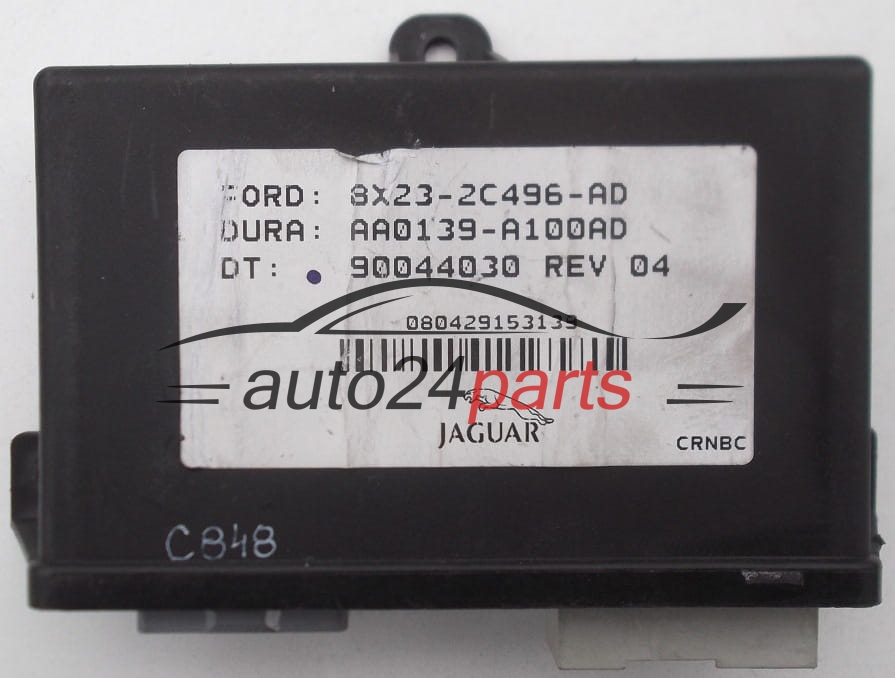 FORD: 8X23-2C496-AD
DURA: AA0139-A100AD
DT: 90044030 REV 04
080429153139
auto24parts
JAGUAR
CRNBC
C848